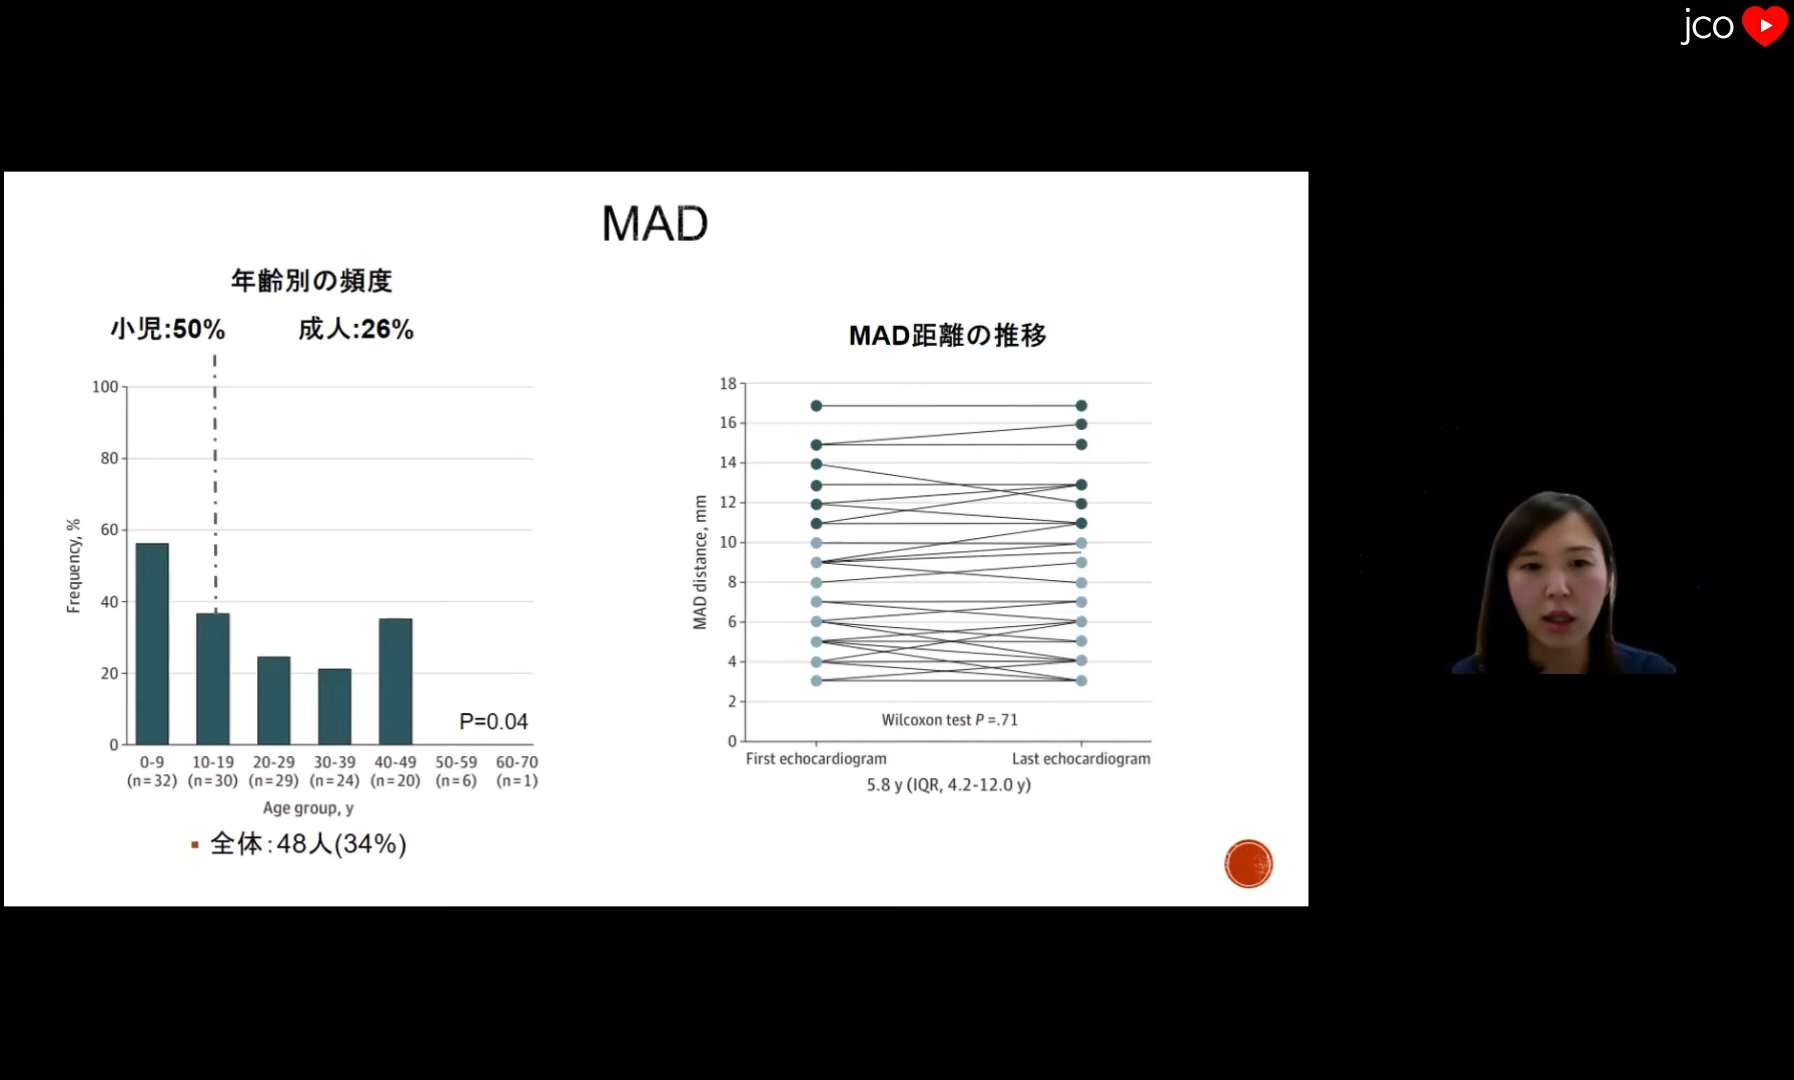 jco
MAD
年齢別の頻度
小児:50% 成人:26%
100
80
60
40
20
0
Frequency, %
P=0.04
0-9 10-19 20-29 30-39 40-49 50-59 60-70
(n=32) (n=30) (n=29) (n=24) (n=20) (n=6) (n=1)
Age group, y
▪ 全体:48人(34%)
MAD距離の推移
18
16
14
12
10
8
6
4
2
0
MAD distance, mm
Wilcoxon test P =.71
First echocardiogram Last echocardiogram
5.8 y (IQR, 4.2-12.0 y)